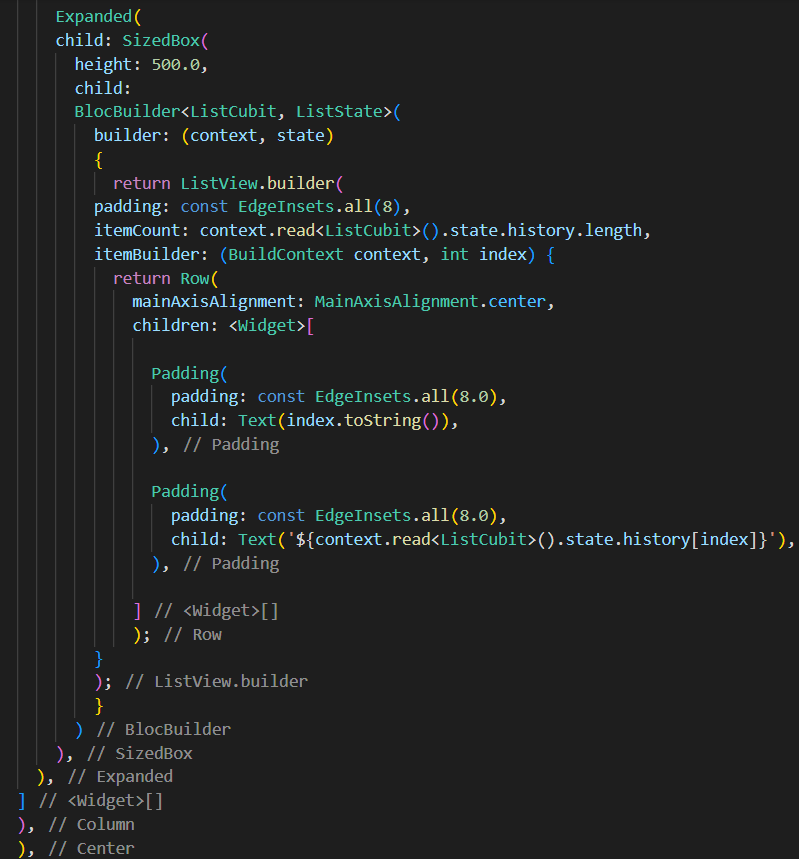 Expanded(
child: SizedBox(
height: 500.0,
child:
BlocBuilder<ListCubit, ListState>(
builder: (context, state)
{
return ListView.builder(
padding: const EdgeInsets.all(8),
itemCount: context.read<ListCubit>().state.history.length,
itemBuilder: (BuildContext context, int index) {
return Row(
mainAxisAlignment: MainAxisAlignment.center,
children: <Widget>[
Padding(
padding: const EdgeInsets.all(8.0),
child: Text(index.toString()),
), // Padding
Padding(
padding: const EdgeInsets.all(8.0),
child: Text('${context.read<ListCubit>().state.history[index]}'),
), // Padding
] // <Widget>[]
); // Row
}
); // ListView.builder
}
) // BlocBuilder
), // SizedBox
), // Expanded
] // <Widget>[]
), // Column
), // Center